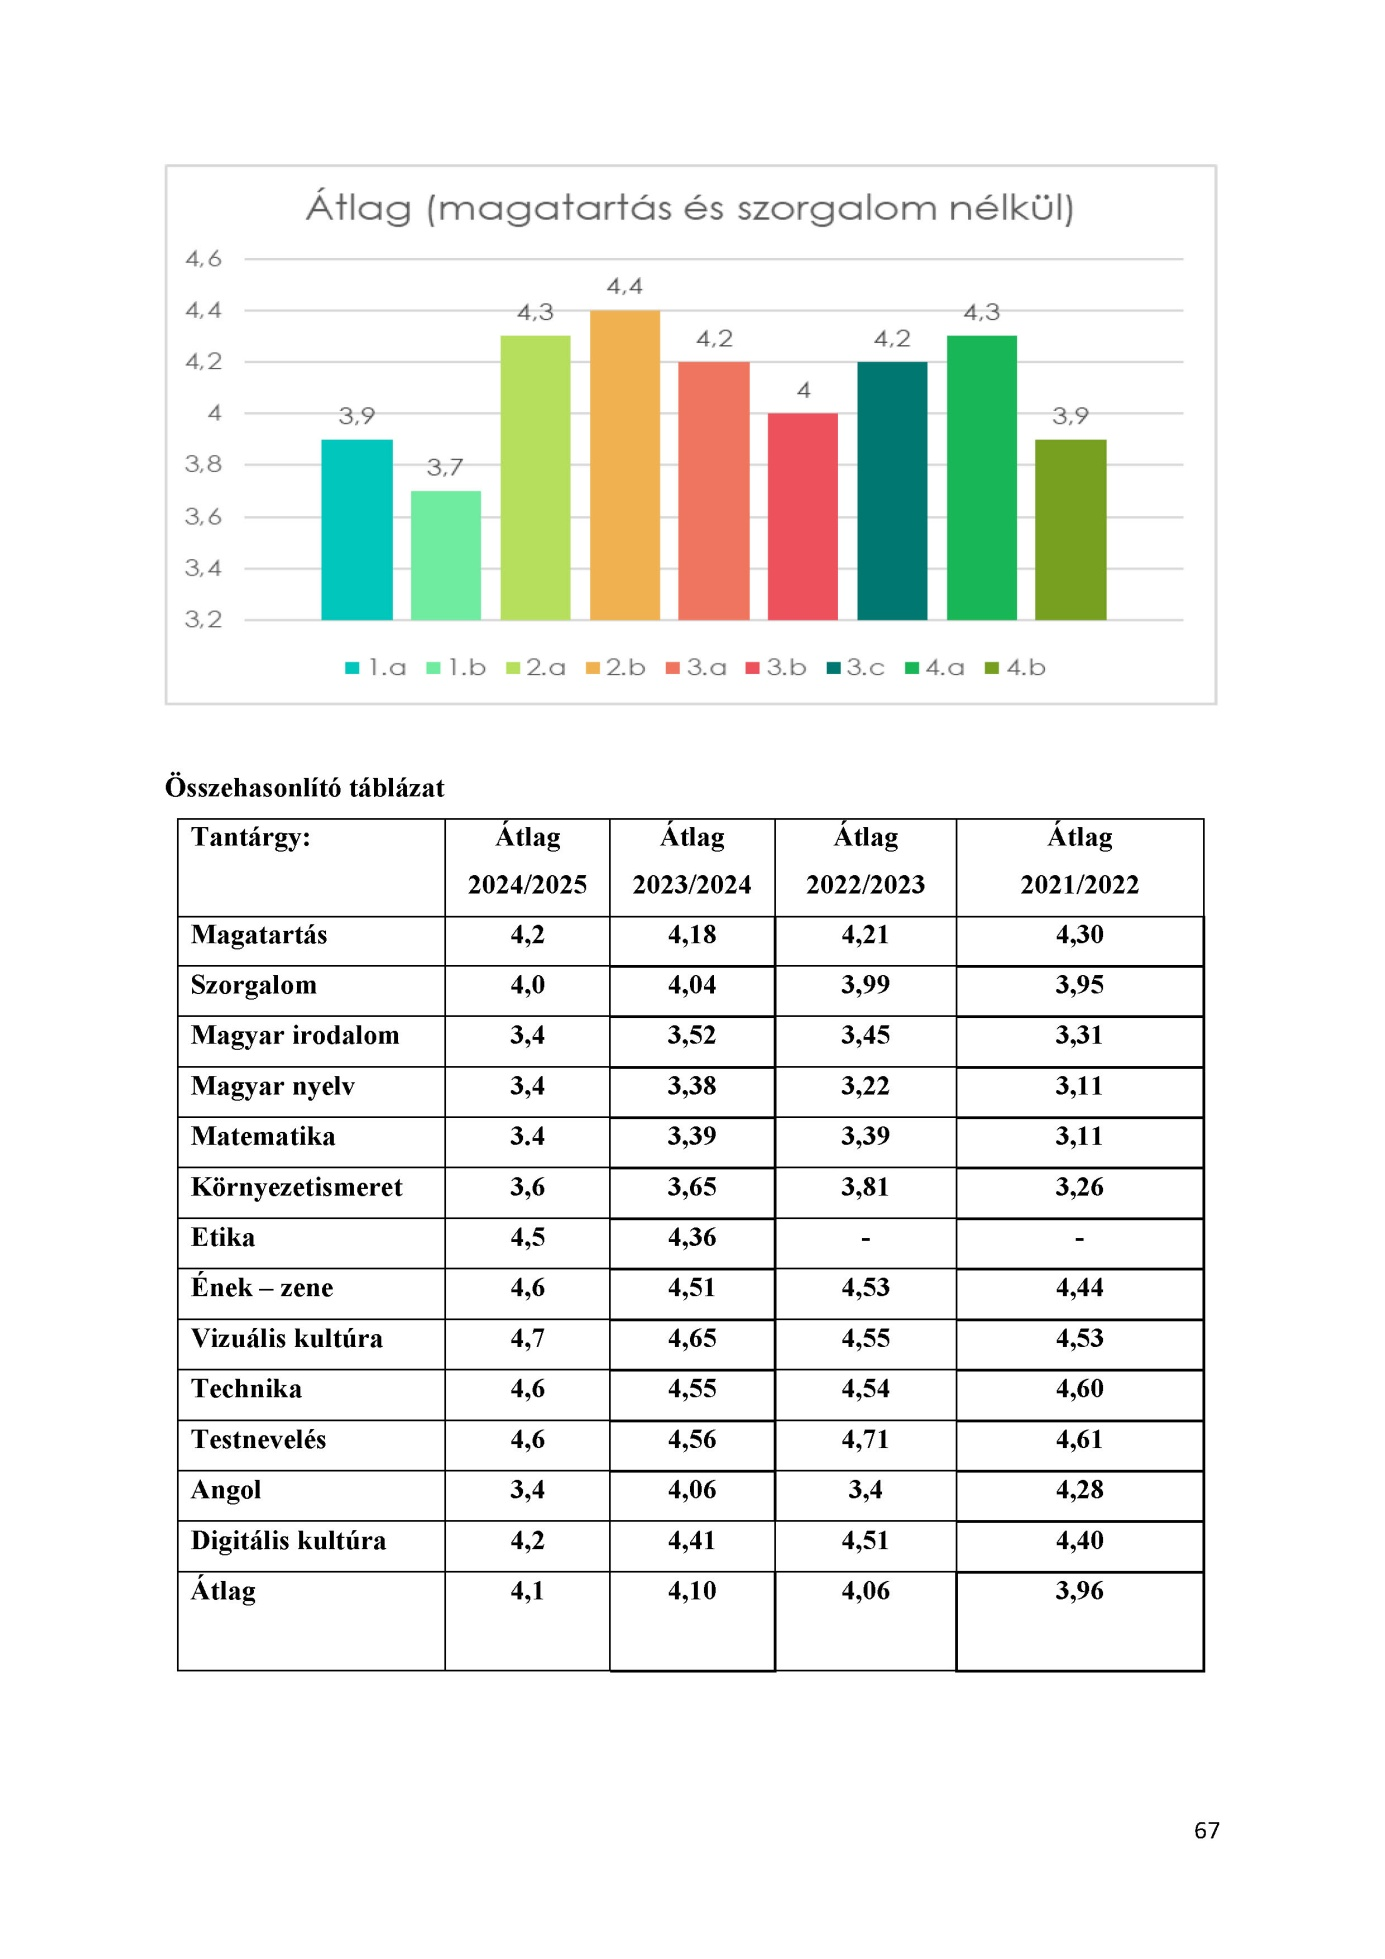 Átlag (magatartás és szorgalom nélkül)
4,6
4,4
4,2
4
3,8
3,6
3,4
3,2
3,9
3,7
4,3
4,4
4,2
4
4,2
4,3
3,9
1.a 1.b 2.a 2.b 3.a 3.b 3.c 4.a 4.b
Összehasonlító táblázat
Tantárgy: Átlag Átlag Átlag Átlag
2024/2025 2023/2024 2022/2023 2021/2022
Magatartás 4,2 4,18 4,21 4,30
Szorgalom 4,0 4,04 3,99 3,95
Magyar irodalom 3,4 3,52 3,45 3,31
Magyar nyelv 3,4 3,38 3,22 3,11
Matematika 3.4 3,39 3,39 3,11
Környezetismeret 3,6 3,65 3,81 3,26
Etika 4,5 4,36 - -
Ének – zene 4,6 4,51 4,53 4,44
Vizuális kultúra 4,7 4,65 4,55 4,53
Technika 4,6 4,55 4,54 4,60
Testnevelés 4,6 4,56 4,71 4,61
Angol 3,4 4,06 3,4 4,28
Digitális kultúra 4,2 4,41 4,51 4,40
Átlag 4,1 4,10 4,06 3,96
67